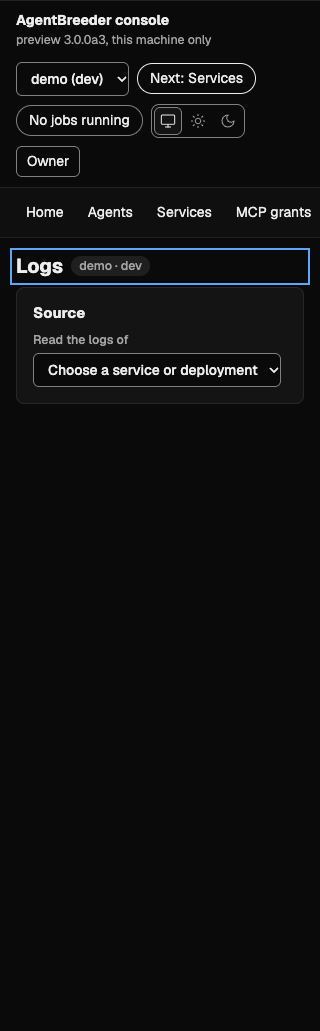 AgentBreeder console
preview 3.0.0a3, this machine only
demo (dev)
Next: Services
No jobs running
Owner
Home Agents Services MCP grants
Logs demo · dev
Source
Read the logs of
Choose a service or deployment